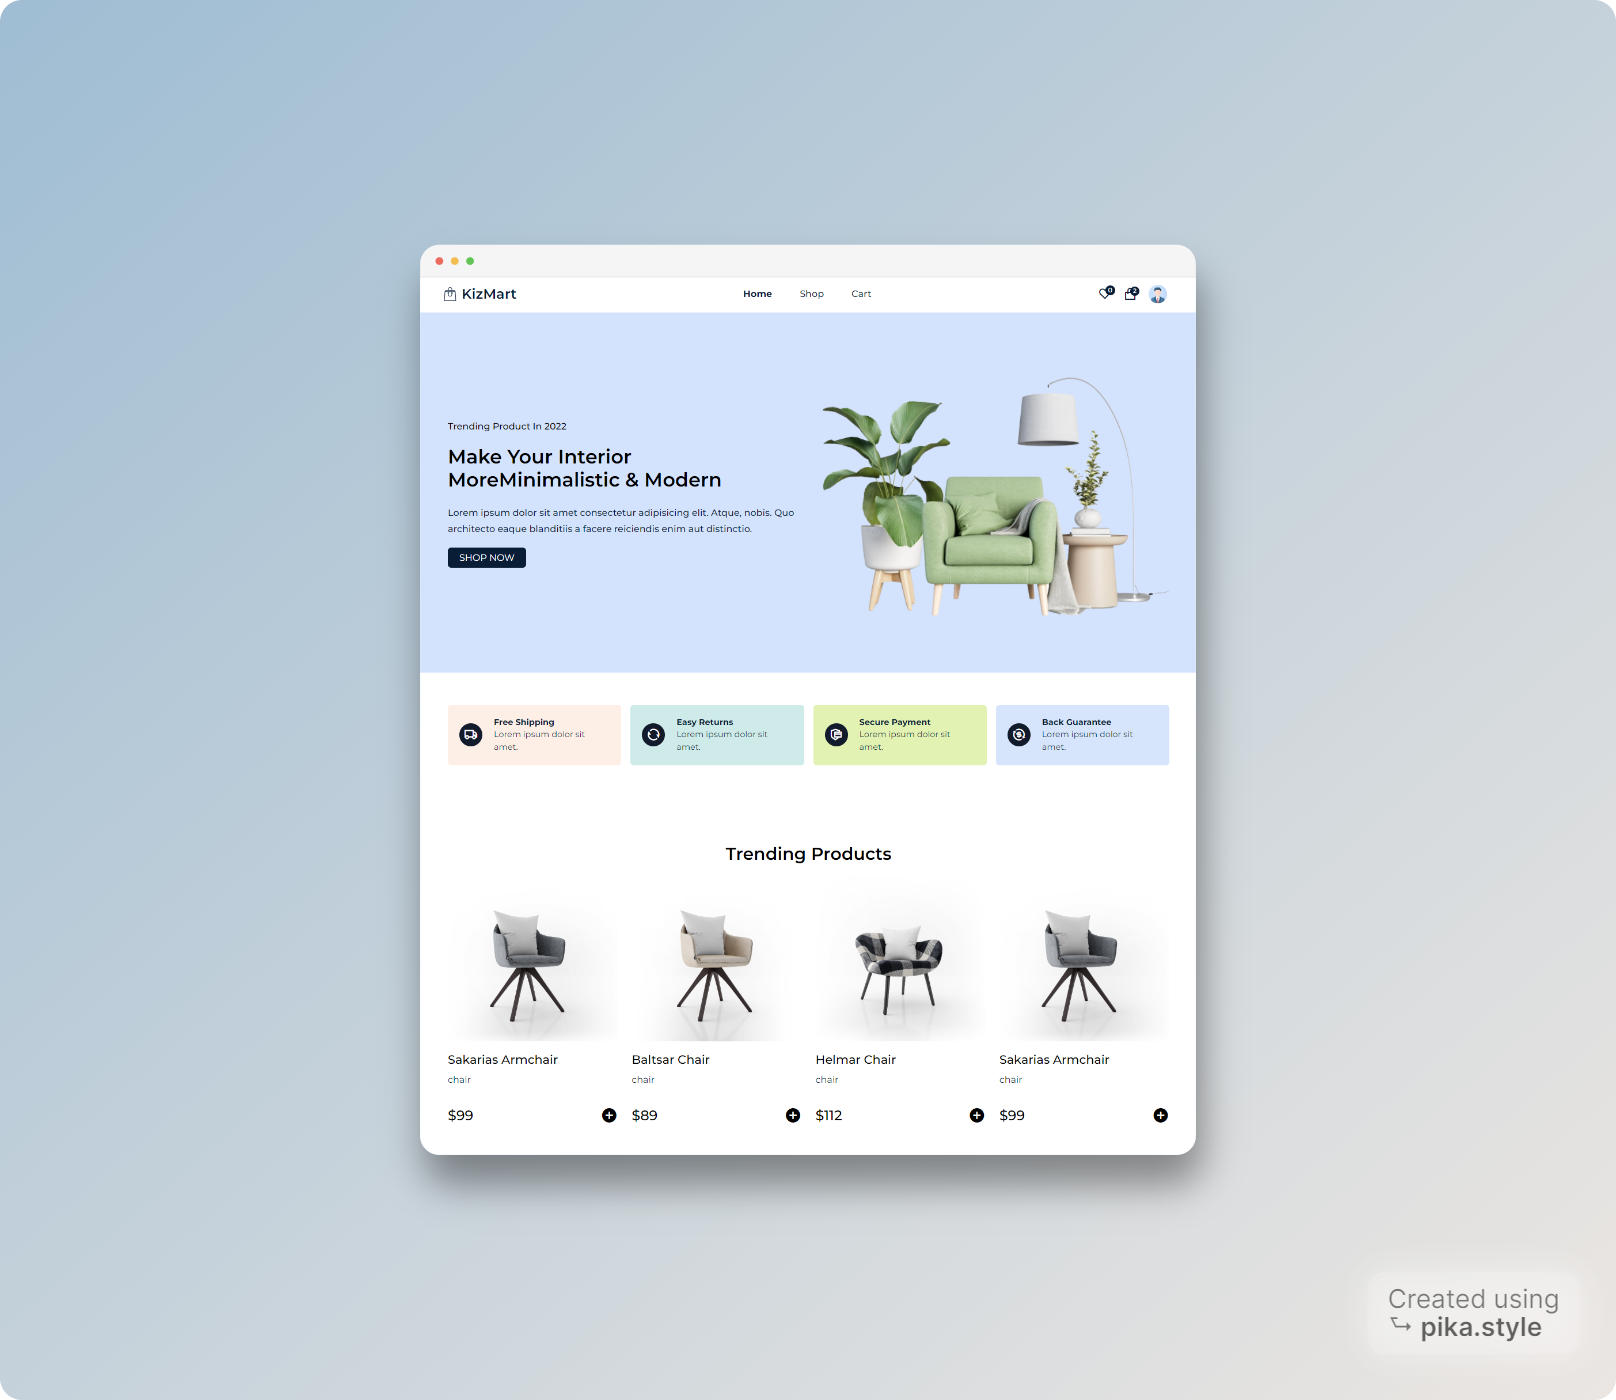 KizMart
Home
Shop
Cart
0
2
Trending Product In 2022
Make Your Interior
MoreMinimalistic & Modern
Lorem ipsum dolor sit amet consectetur adipisicing elit. Atque, nobis. Quo
architecto eaque blanditiis a facere reiciendis enim aut distinctio.
SHOP NOW
Free Shipping
Lorem ipsum dolor sit
amet.
Easy Returns
Lorem ipsum dolor sit
amet.
Secure Payment
Lorem ipsum dolor sit
amet.
Back Guarantee
Lorem ipsum dolor sit
amet.
Trending Products
Sakarias Armchair
chair
$99
Baltsar Chair
chair
$89
Helmar Chair
chair
$112
Sakarias Armchair
chair
$99
Created using
pika.style